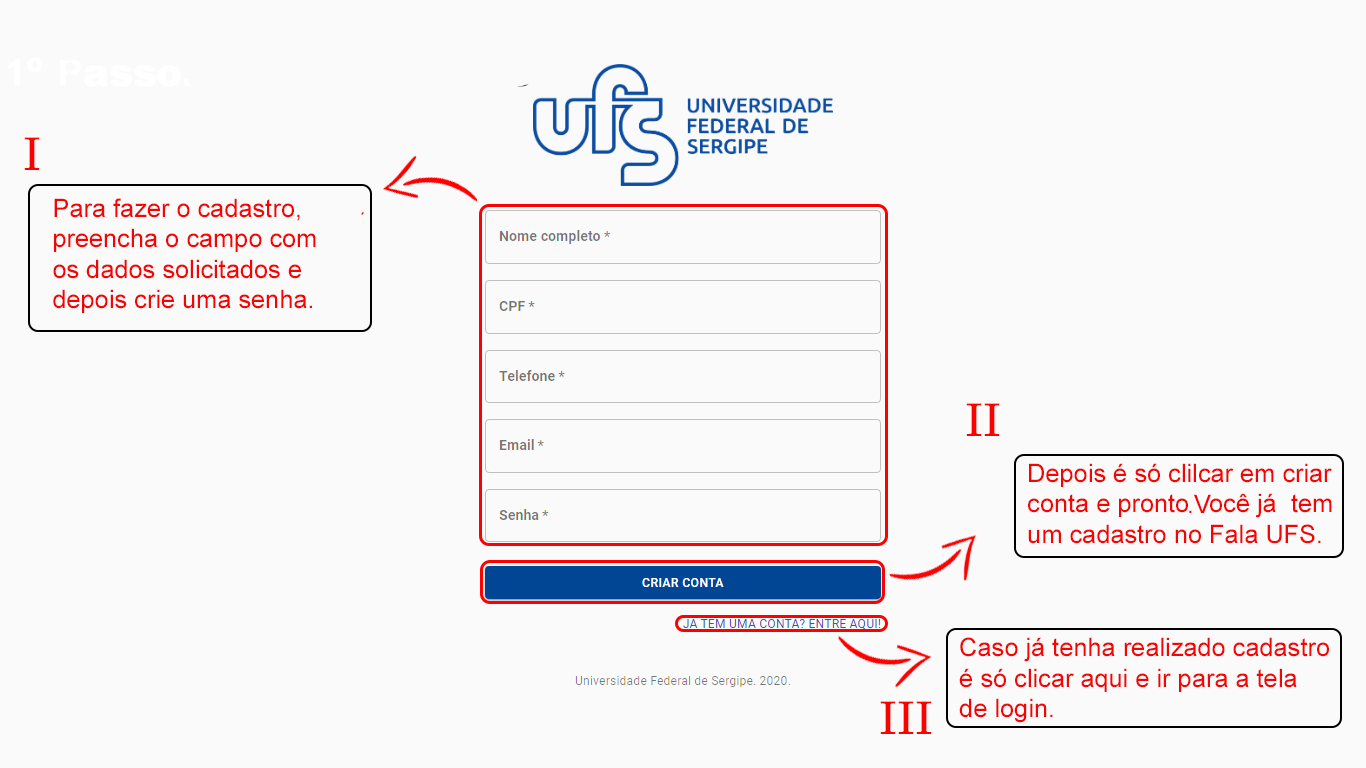 1º Passo.
ufs
UNIVERSIDADE
FEDERAL DE
SERGIPE
I
Para fazer o cadastro,
preencha o campo com
os dados solicitados e
depois crie uma senha.
Nome completo *
CPF *
Telefone *
Email *
Senha *
II
Depois é só clilcar em criar
conta e pronto.Você já tem
um cadastro no Fala UFS.
CRIAR CONTA
JA TEM UMA CONTA? ENTRE AQUI!
III
Caso já tenha realizado cadastro
é só clicar aqui e ir para a tela
de login.
Universidade Federal de Sergipe. 2020.